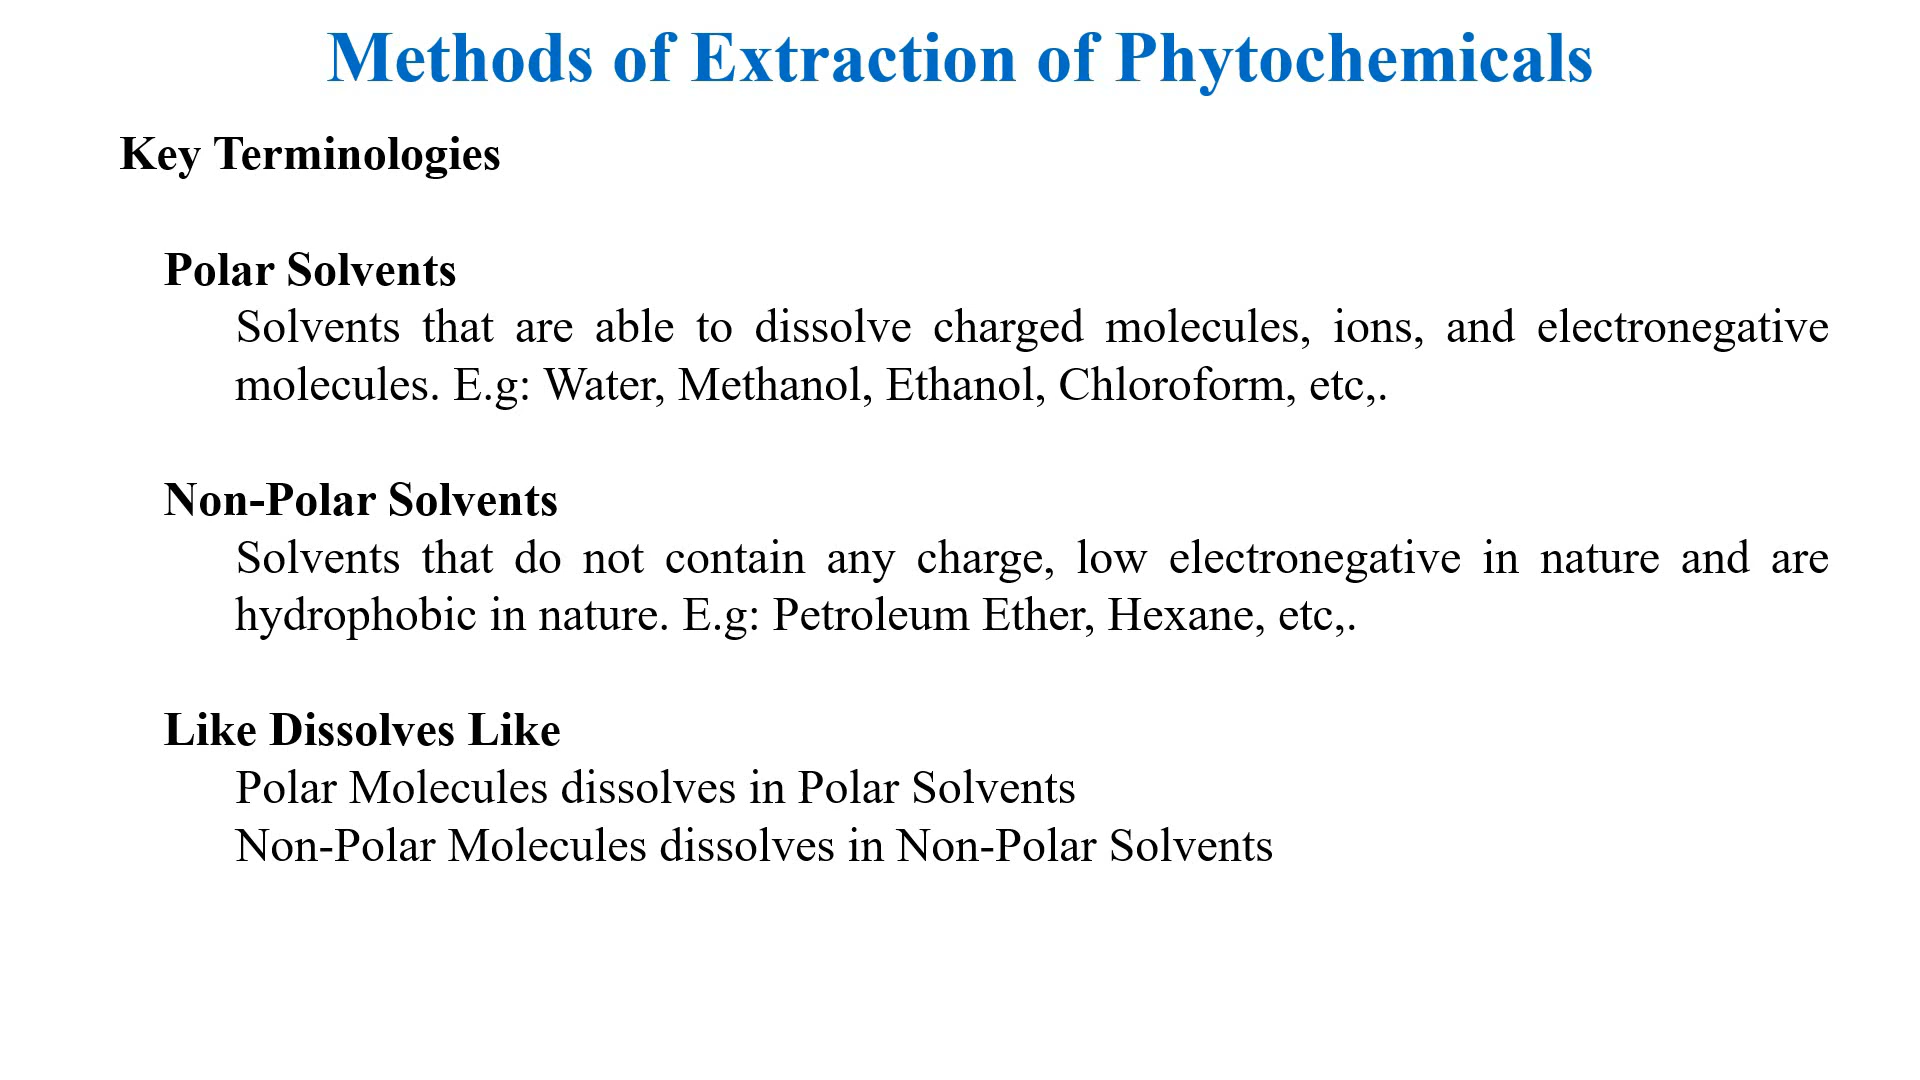 Methods of Extraction of Phytochemicals
Key Terminologies
Polar Solvents
Solvents that are able to dissolve charged molecules, ions, and electronegative
molecules. E.g: Water, Methanol, Ethanol, Chloroform, etc,.
Non-Polar Solvents
Solvents that do not contain any charge, low electronegative in nature and are
hydrophobic in nature. E.g: Petroleum Ether, Hexane, etc,.
Like Dissolves Like
Polar Molecules dissolves in Polar Solvents
Non-Polar Molecules dissolves in Non-Polar Solvents